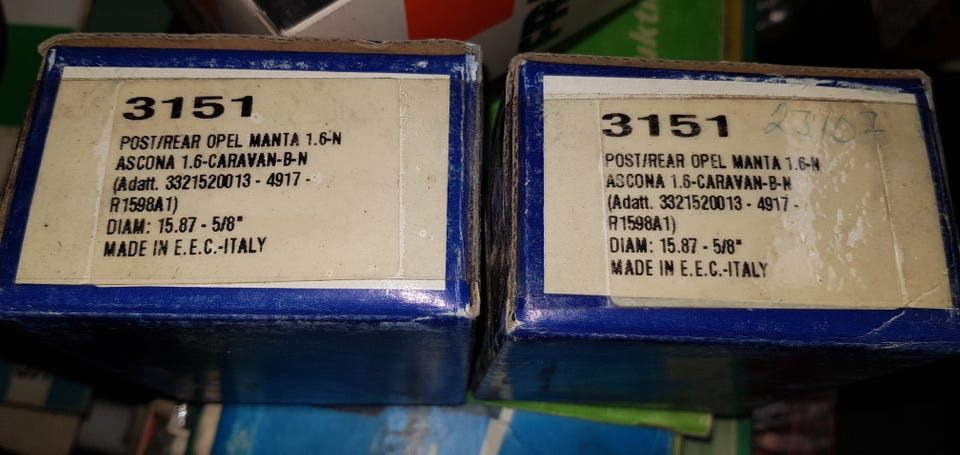 3151
POST/REAR OPEL MANTA 1.6-N
ASCONA 1.6-CARAVAN-B-N
(Adatt. 3321520013 - 4917 -
R1598A1)
DIAM: 15.87 - 5/8"
MADE IN E.E.C.-ITALY
3151
POST/REAR OPEL MANTA 1.6-N
ASCONA 1.6-CARAVAN-B-N
(Adatt. 3321520013 - 4917 -
R1598A1)
DIAM: 15.87 - 5/8"
MADE IN E.E.C.-ITALY